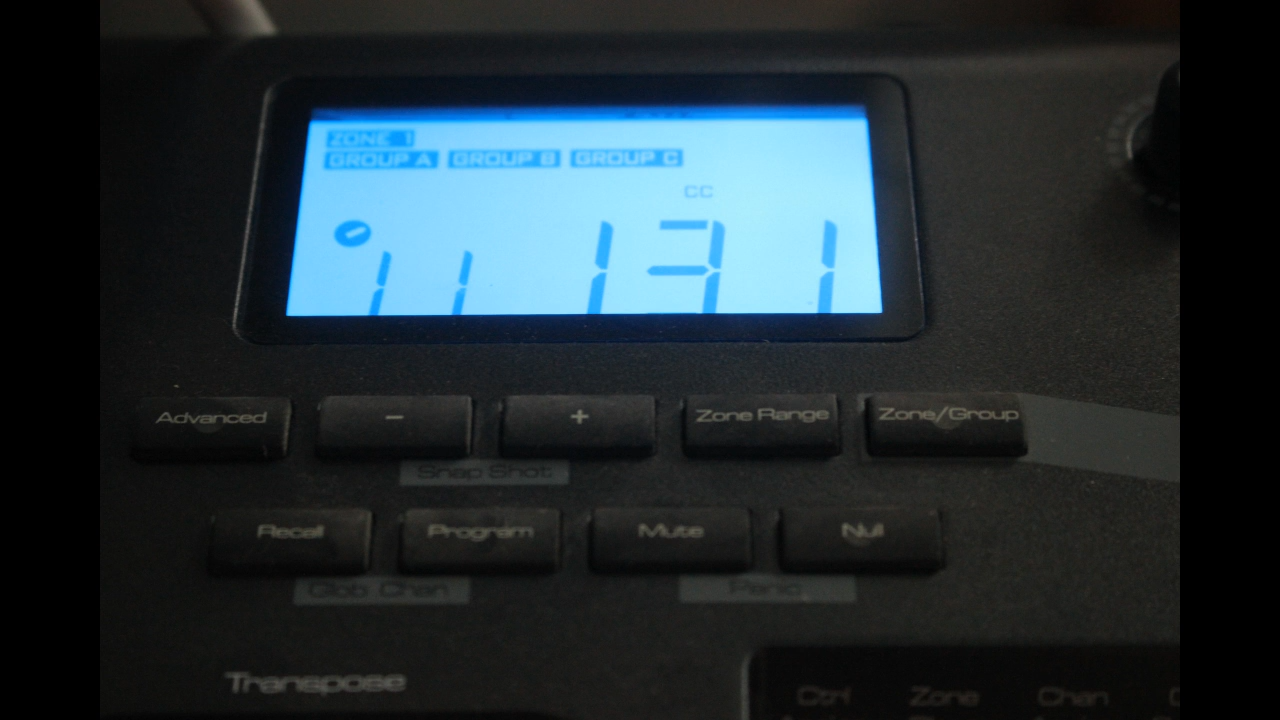 ZONE 1
GROUP A GROUP B GROUP C
CC
11 131
Advanced - + Zone Range Zone/Group
Snap Shot
Recall Program Mute Null
Glob Chan Panic
Transpose
Ctrl Zone Chan